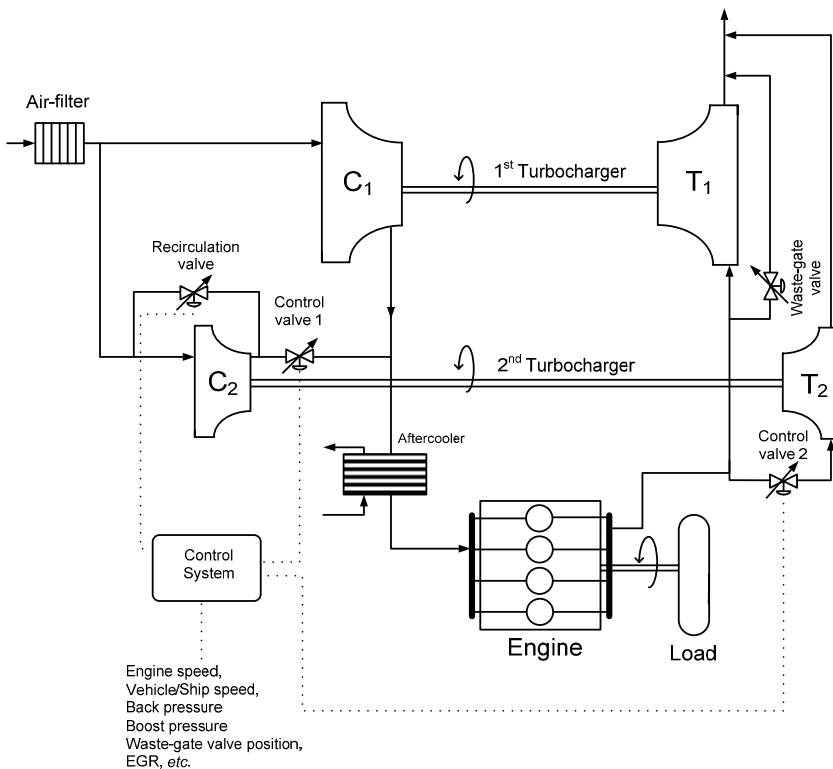 Air-filter
C1
1st Turbocharger
T1
Recirculation
valve
Control
valve 1
Waste-gate
valve
C2
2nd Turbocharger
T2
Aftercooler
Control
valve 2
Control
System
Engine
Load
Engine speed,
Vehicle/Ship speed,
Back pressure
Boost pressure
Waste-gate valve position,
EGR, etc.